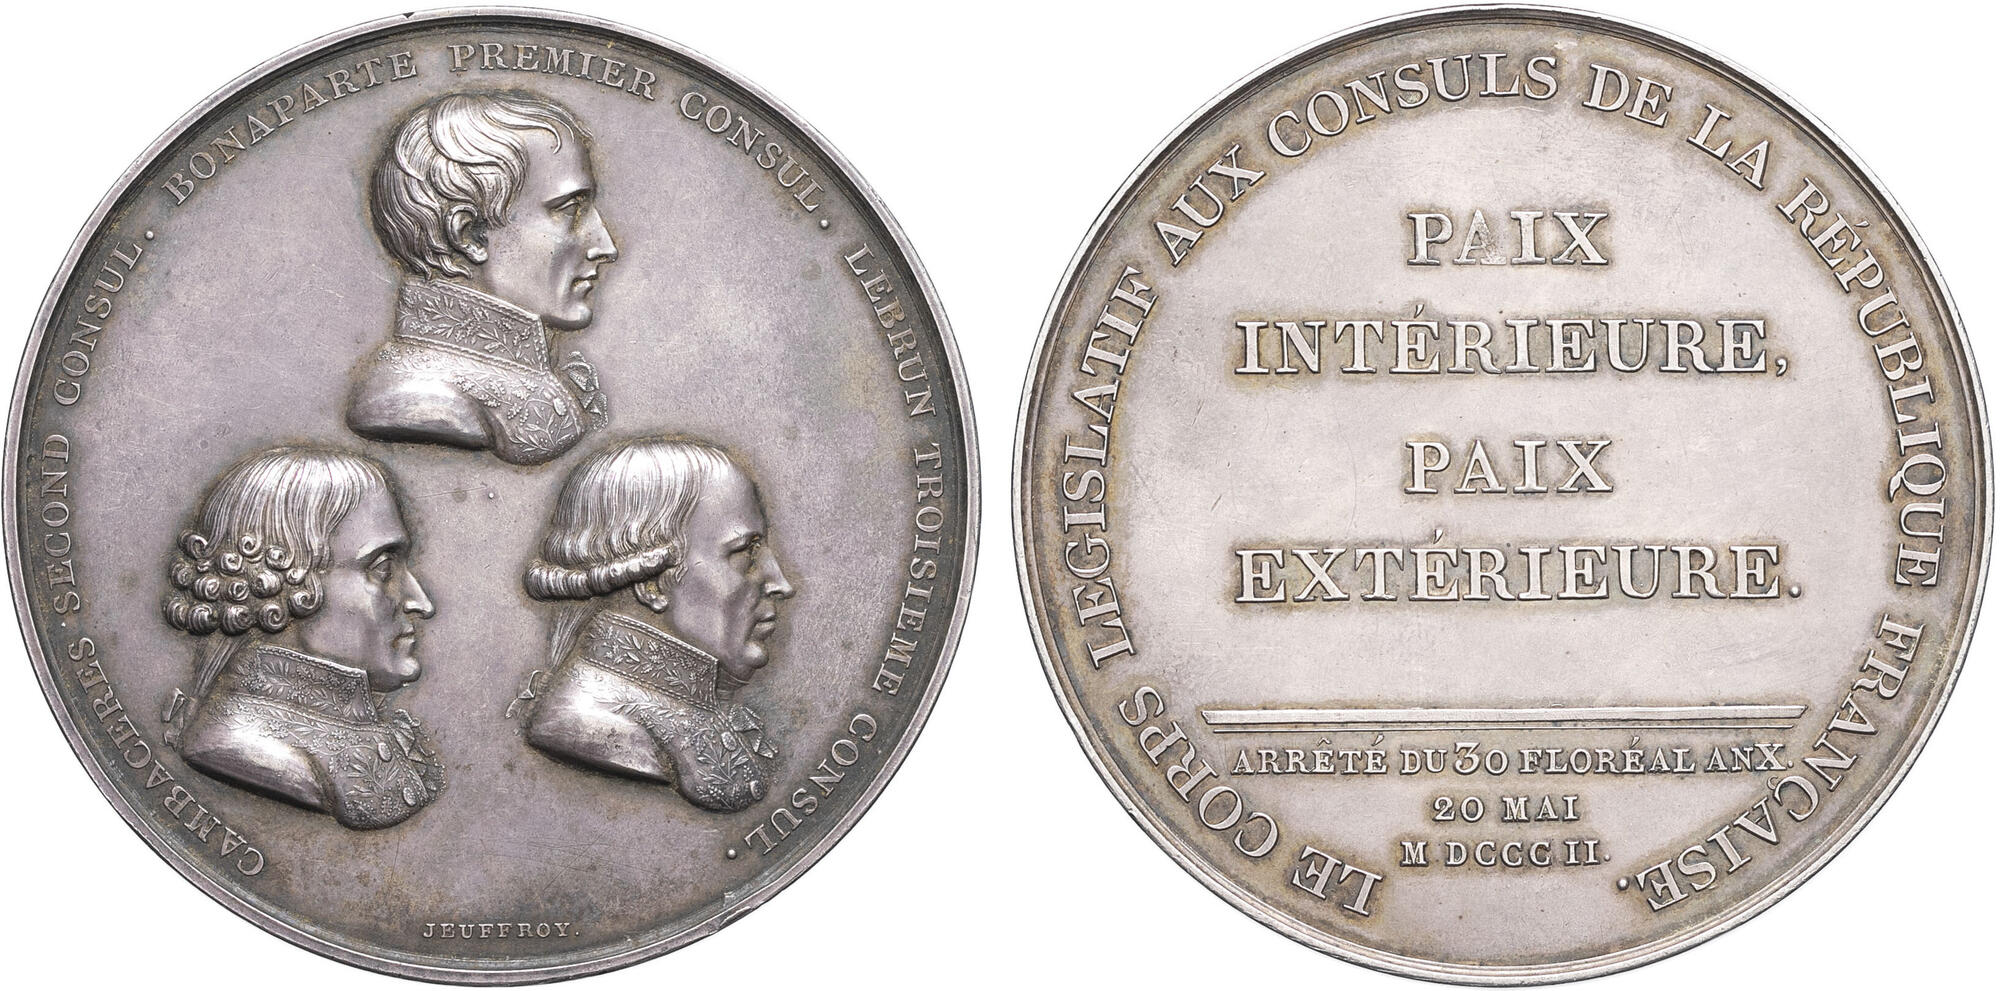 CAMBACERES SECOND CONSUL. BONAPARTE PREMIER CONSUL. LEBRUN TROISIEME CONSUL.
JEUFFROY.
LE CORPS LEGISLATIF AUX CONSULS DE LA RÉPUBLIQUE FRANÇAISE.
PAIX
INTÉRIEURE,
PAIX
EXTÉRIEURE.
ARRÊTÉ DU 30 FLORÉAL AN X.
20 MAI
M DCCC II.